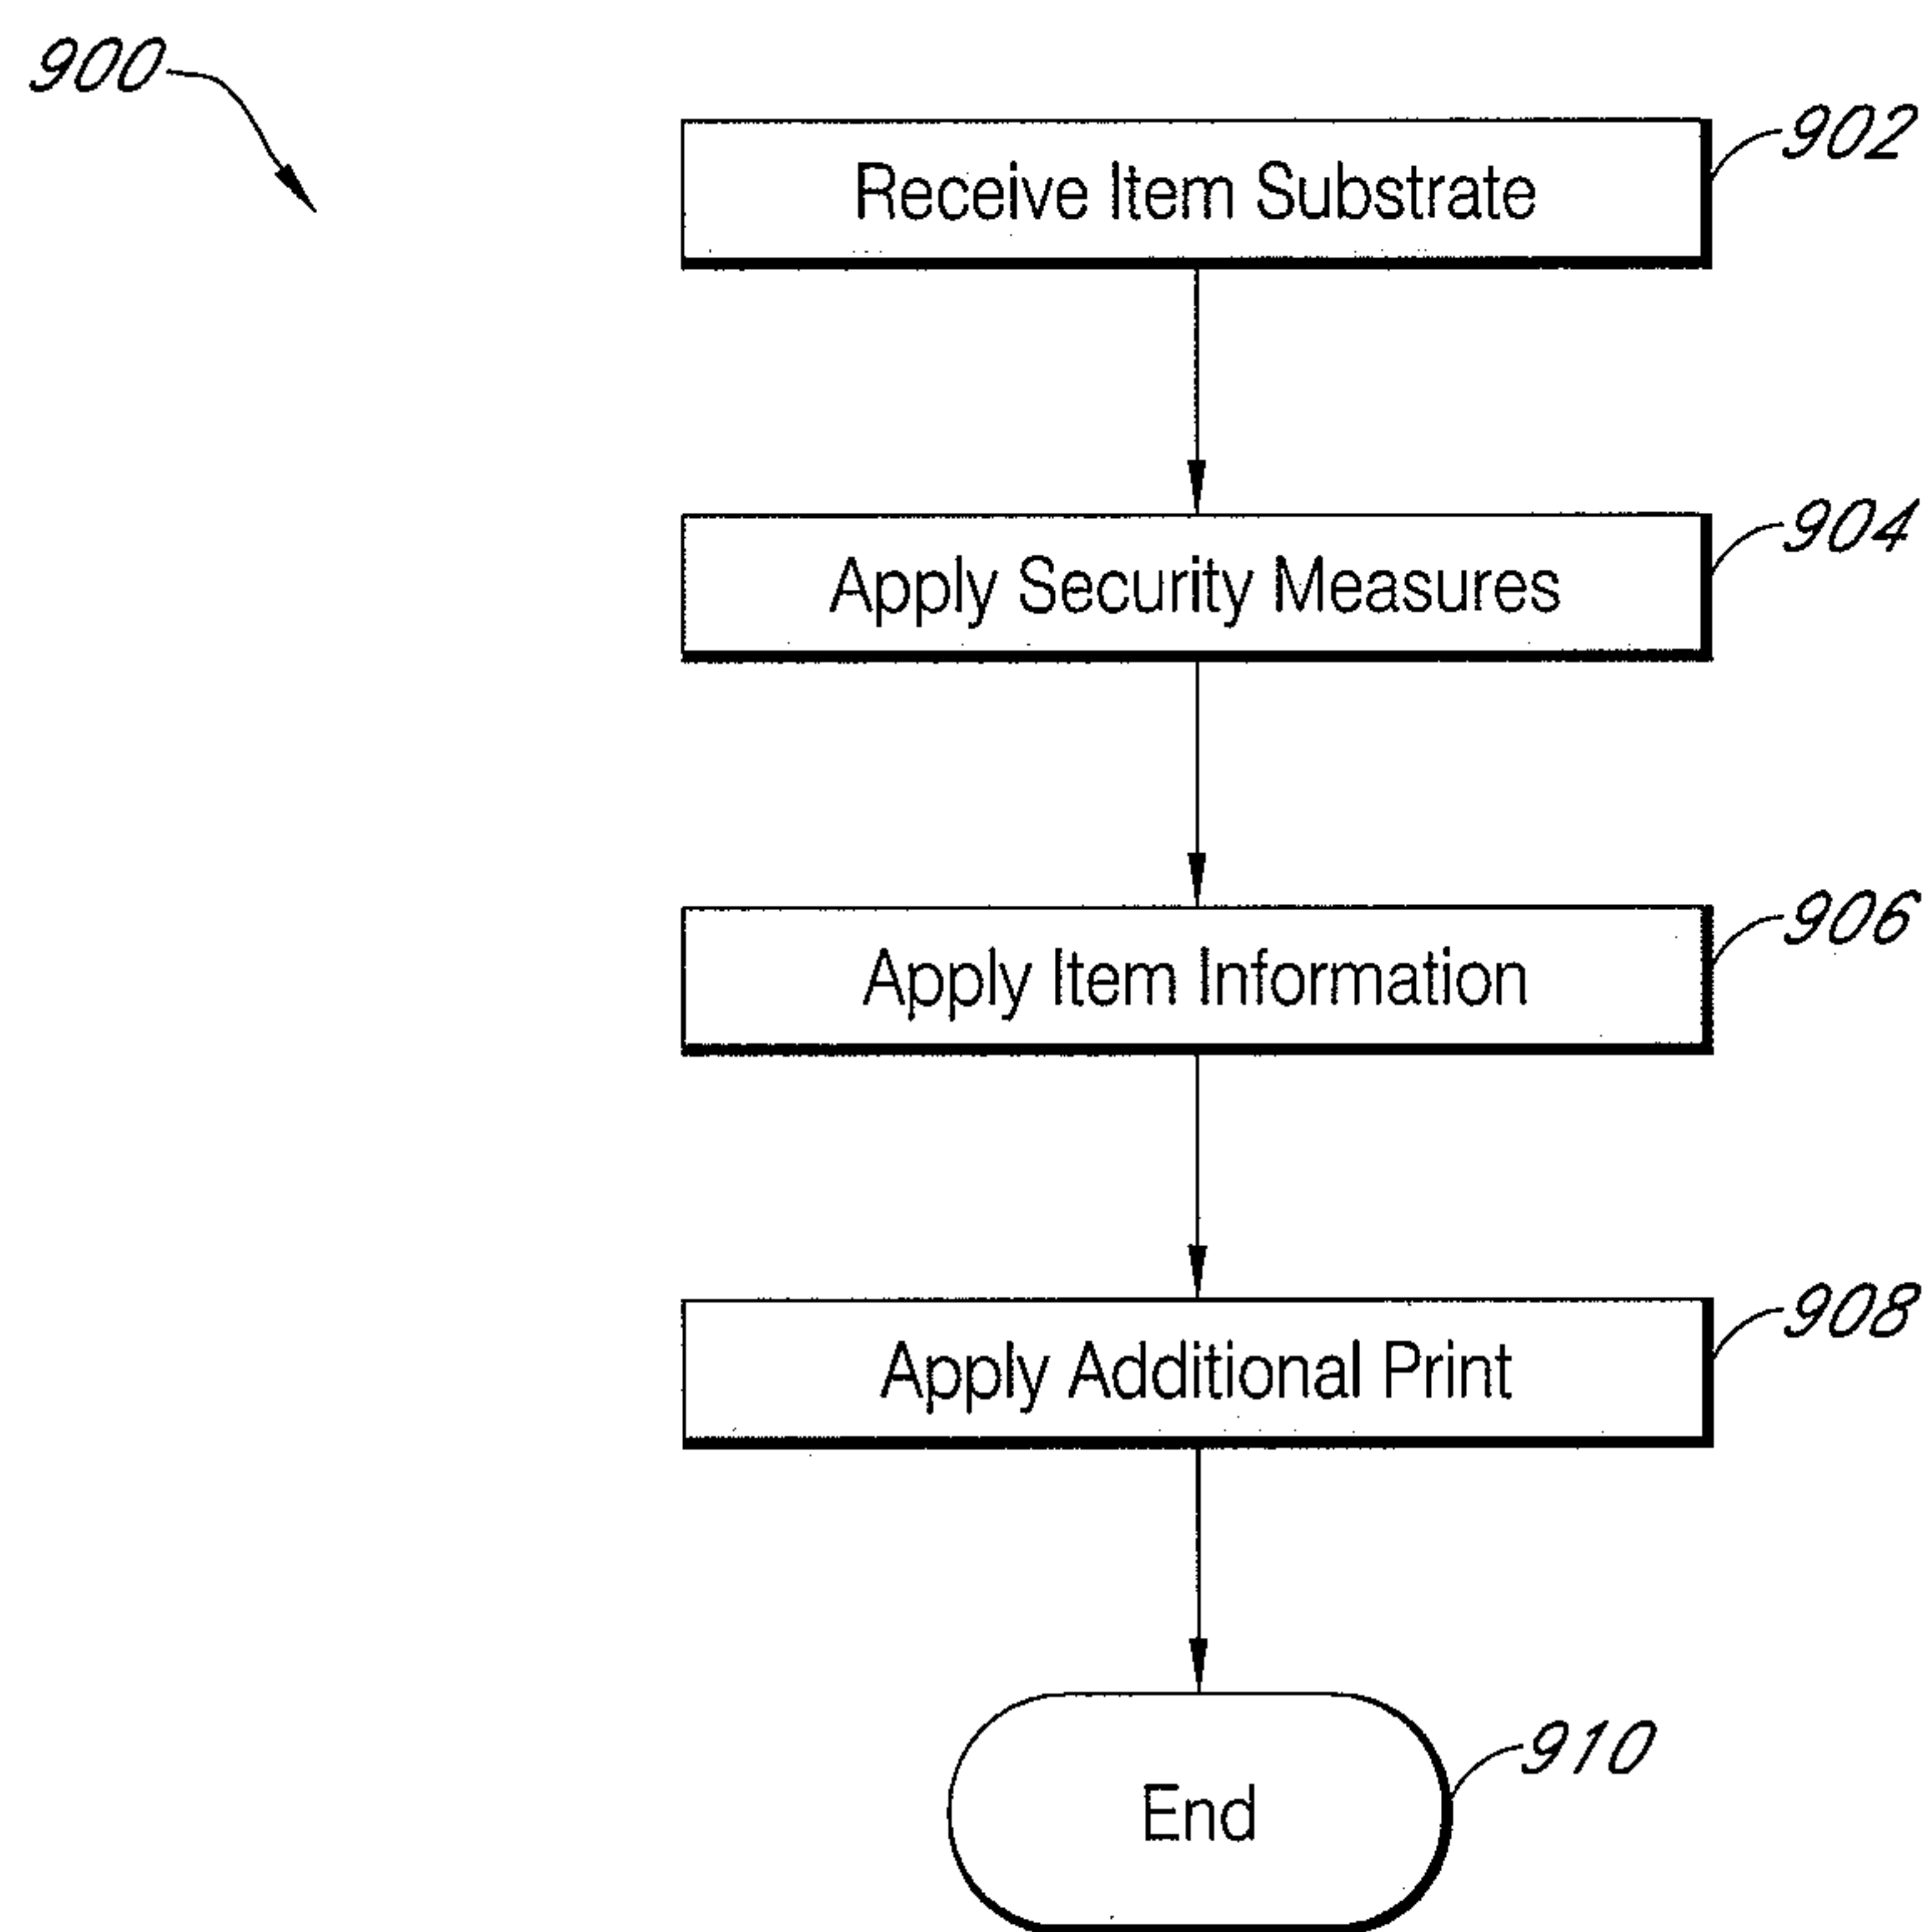 900
Receive Item Substrate
902
Apply Security Measures
904
Apply Item Information
906
Apply Additional Print
908
End
910